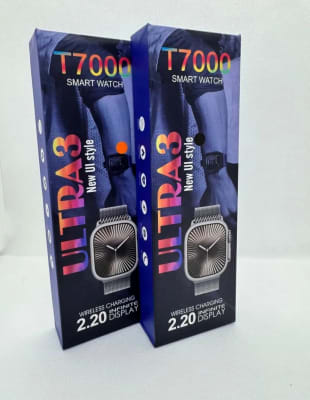 T7000
SMART WATCH
ULTRA3
New UI style
WIRELESS CHARGING
2.20 INFINITE
DISPLAY
T7000
SMART WATCH
ULTRA3
New UI style
WIRELESS CHARGING
2.20 INFINITE
DISPLAY